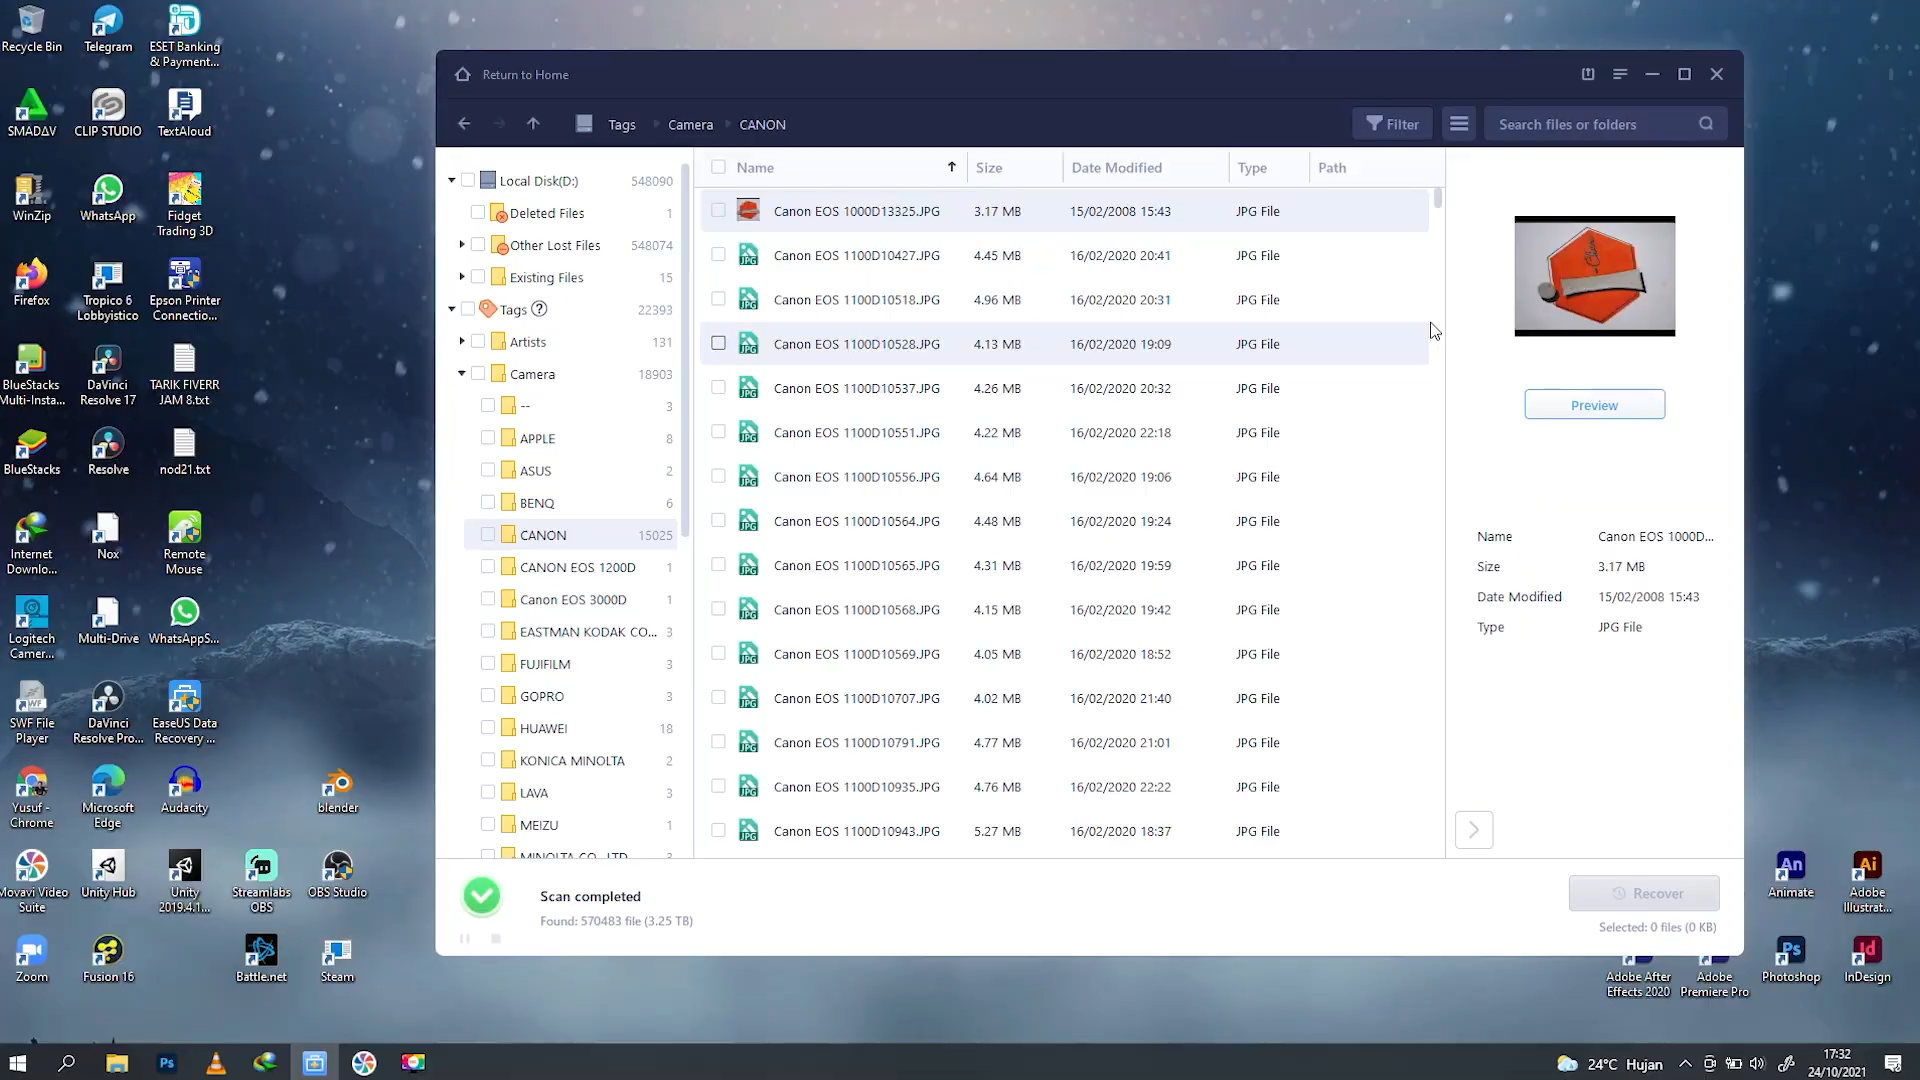 Recycle Bin
Telegram
ESET Banking
& Payment...
SMADΔV
CLIP STUDIO
TextAloud
WinZip
WhatsApp
Fidget
Trading 3D
Firefox
Tropico 6
Lobbyistico
Epson Printer
Connectio...
BlueStacks
Multi-Insta...
DaVinci
Resolve 17
TARIK FIVERR
JAM 8.txt
BlueStacks
Resolve
nod21.txt
Internet
Downlo...
Nox
Remote
Mouse
Logitech
Camer...
Multi-Drive
WhatsAppS...
SWF File
Player
DaVinci
Resolve Pro...
EaseUS Data
Recovery ...
Yusuf -
Chrome
Microsoft
Edge
Audacity
blender
Movavi Video
Suite
Unity Hub
Unity
2019.4.1...
Streamlabs
OBS
OBS Studio
Zoom
Fusion 16
Battle.net
Steam
Return to Home
Tags
Camera
CANON
Filter
Search files or folders
Local Disk(D:) 548090
Deleted Files 1
Other Lost Files 548074
Existing Files 15
Tags ? 22393
Artists 131
Camera 18903
-- 3
APPLE 8
ASUS 2
BENQ 6
CANON 15025
CANON EOS 1200D 1
Canon EOS 3000D 1
EASTMAN KODAK CO... 3
FUJIFILM 3
GOPRO 3
HUAWEI 18
KONICA MINOLTA 2
LAVA 3
MEIZU 1
Name Size Date Modified Type Path
Canon EOS 1000D13325.JPG 3.17 MB 15/02/2008 15:43 JPG File
Canon EOS 1100D10427.JPG 4.45 MB 16/02/2020 20:41 JPG File
Canon EOS 1100D10518.JPG 4.96 MB 16/02/2020 20:31 JPG File
Canon EOS 1100D10528.JPG 4.13 MB 16/02/2020 19:09 JPG File
Canon EOS 1100D10537.JPG 4.26 MB 16/02/2020 20:32 JPG File
Canon EOS 1100D10551.JPG 4.22 MB 16/02/2020 22:18 JPG File
Canon EOS 1100D10556.JPG 4.64 MB 16/02/2020 19:06 JPG File
Canon EOS 1100D10564.JPG 4.48 MB 16/02/2020 19:24 JPG File
Canon EOS 1100D10565.JPG 4.31 MB 16/02/2020 19:59 JPG File
Canon EOS 1100D10568.JPG 4.15 MB 16/02/2020 19:42 JPG File
Canon EOS 1100D10569.JPG 4.05 MB 16/02/2020 18:52 JPG File
Canon EOS 1100D10707.JPG 4.02 MB 16/02/2020 21:40 JPG File
Canon EOS 1100D10791.JPG 4.77 MB 16/02/2020 21:01 JPG File
Canon EOS 1100D10935.JPG 4.76 MB 16/02/2020 22:22 JPG File
Canon EOS 1100D10943.JPG 5.27 MB 16/02/2020 18:37 JPG File
Preview
Name Canon EOS 1000D...
Size 3.17 MB
Date Modified 15/02/2008 15:43
Type JPG File
Scan completed
Found: 570483 file (3.25 TB)
Recover
Selected: 0 files (0 KB)
An
Animate
Ai
Adobe
Illustrat...
Adobe After
Effects 2020
Adobe
Premiere Pro
Ps
Photoshop
Id
InDesign
Ps
24°C Hujan
17:32
24/10/2021